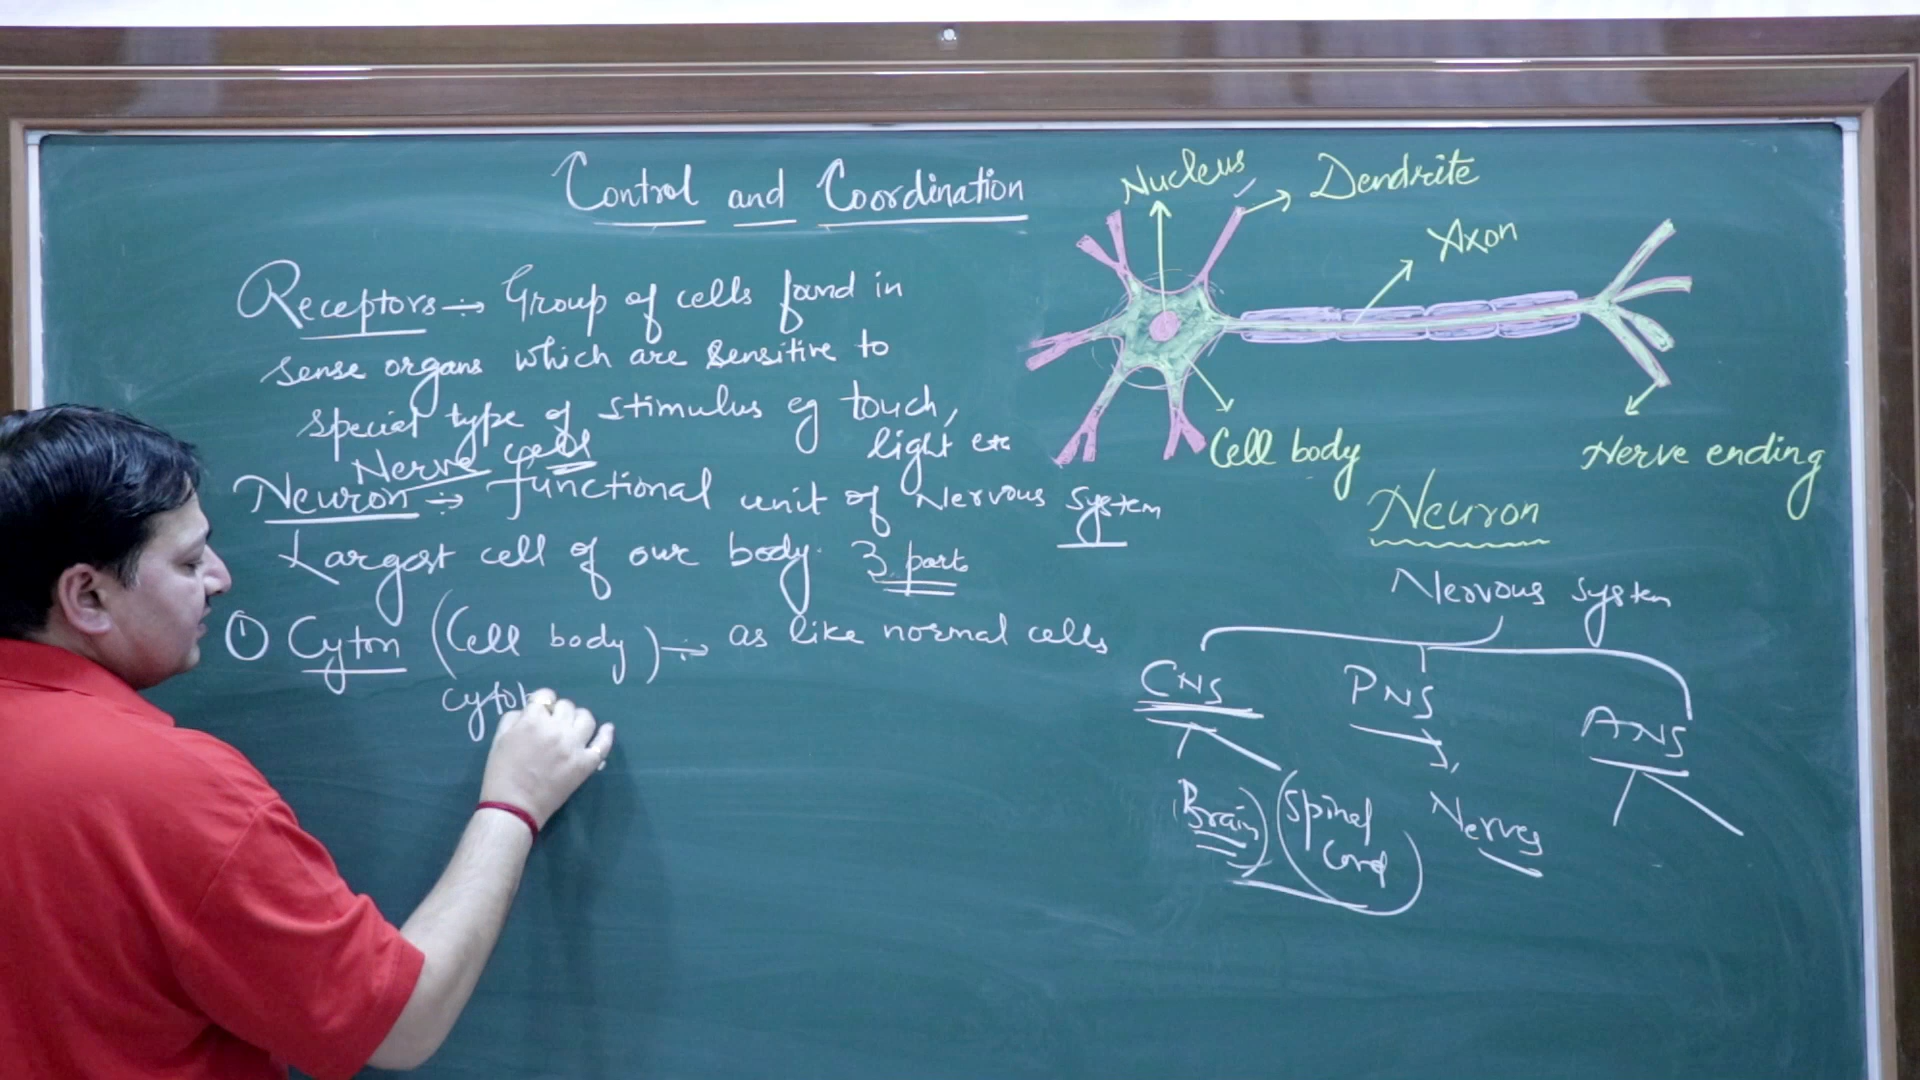 Control and Coordination
Receptors :→ Group of cells found in
sense organs which are sensitive to
special type of stimulus eg touch,
light etc
Nerve cells
Neuron :→ functional unit of Nervous system
Largest cell of our body. 3 parts
① Cyton (Cell body) :→ as like normal cells
cytop
Nucleus
Dendrite
Axon
Cell body
Nerve ending
Neuron
Nervous system
CNS
PNS
ANS
Brain
Spinal
Cord
Nerves